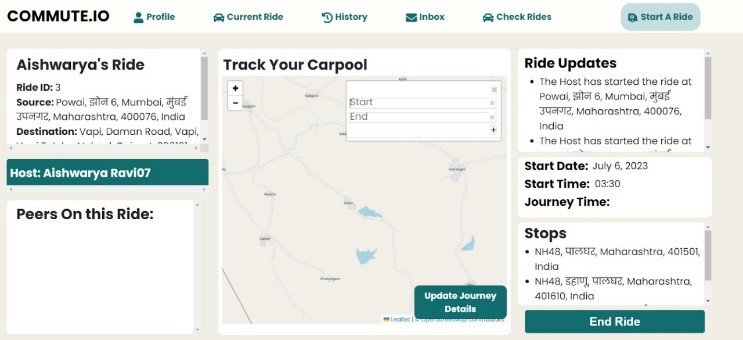 COMMUTE.IO
Profile
Current Ride
History
Inbox
Check Rides
Start A Ride
Aishwarya's Ride
Ride ID: 3
Source: Powai, झोन 6, Mumbai, मुंबई
उपनगर, Maharashtra, 400076, India
Destination: Vapi, Daman Road, Vapi,
Host: Aishwarya Ravi07
Peers On this Ride:
Track Your Carpool
+
−
Start
End
+
Update Journey
Details
Leaflet | © OpenStreetMap contributors
Ride Updates
The Host has started the ride at
Powai, झोन 6, Mumbai, मुंबई
उपनगर, Maharashtra, 400076,
India
The Host has started the ride at
Start Date: July 6, 2023
Start Time: 03:30
Journey Time:
Stops
NH48, पालघर, Maharashtra, 401501,
India
NH48, डहाणू, पालघर, Maharashtra,
401610, India
End Ride